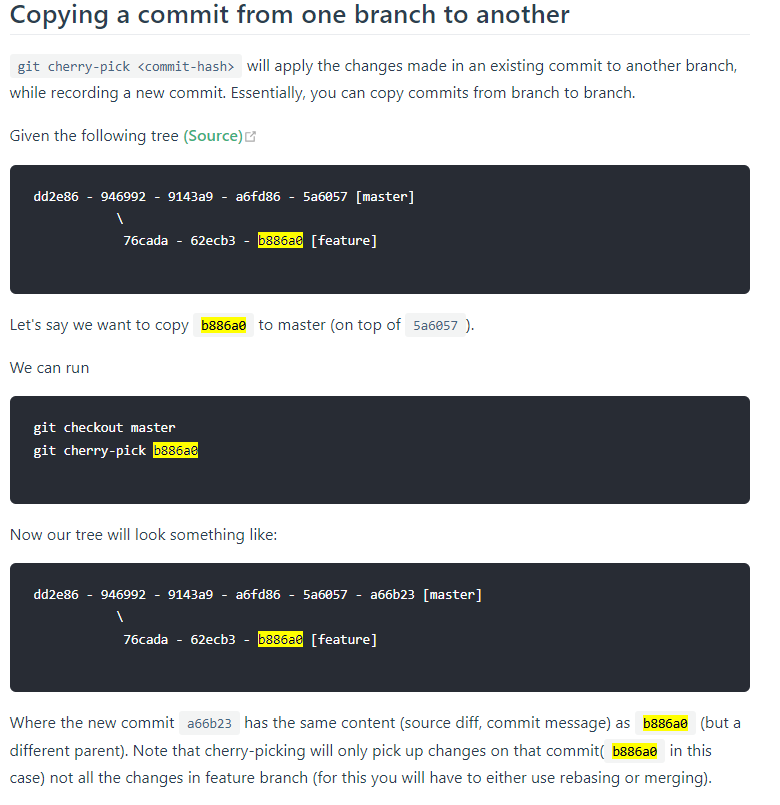 Copying a commit from one branch to another
git cherry-pick <commit-hash> will apply the changes made in an existing commit to another branch,
while recording a new commit. Essentially, you can copy commits from branch to branch.
Given the following tree (Source)
dd2e86 - 946992 - 9143a9 - a6fd86 - 5a6057 [master]
\
76cada - 62ecb3 - b886a0 [feature]
Let's say we want to copy b886a0 to master (on top of 5a6057 ).
We can run
git checkout master
git cherry-pick b886a0
Now our tree will look something like:
dd2e86 - 946992 - 9143a9 - a6fd86 - 5a6057 - a66b23 [master]
\
76cada - 62ecb3 - b886a0 [feature]
Where the new commit a66b23 has the same content (source diff, commit message) as b886a0 (but a
different parent). Note that cherry-picking will only pick up changes on that commit( b886a0 in this
case) not all the changes in feature branch (for this you will have to either use rebasing or merging).